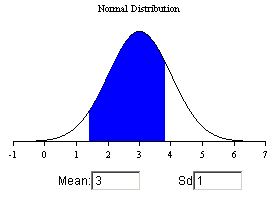 Normal Distribution
-1 0 1 2 3 4 5 6 7
Mean: 3 Sd 1